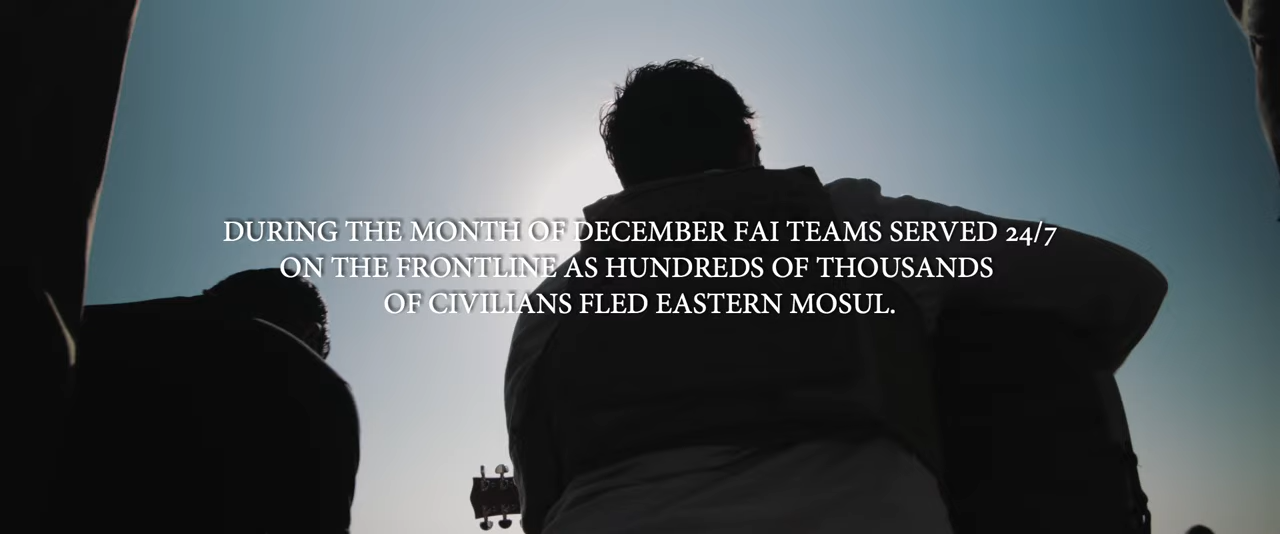 DURING THE MONTH OF DECEMBER FAI TEAMS SERVED 24/7
ON THE FRONTLINE AS HUNDREDS OF THOUSANDS
OF CIVILIANS FLED EASTERN MOSUL.